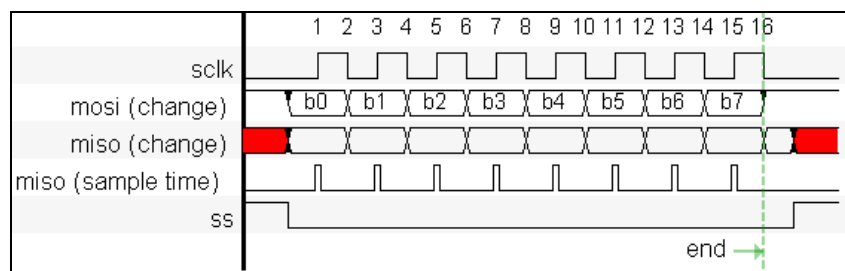 1 2 3 4 5 6 7 8 9 10 11 12 13 14 15 16
sclk
mosi (change) b0 b1 b2 b3 b4 b5 b6 b7
miso (change)
miso (sample time)
ss
end